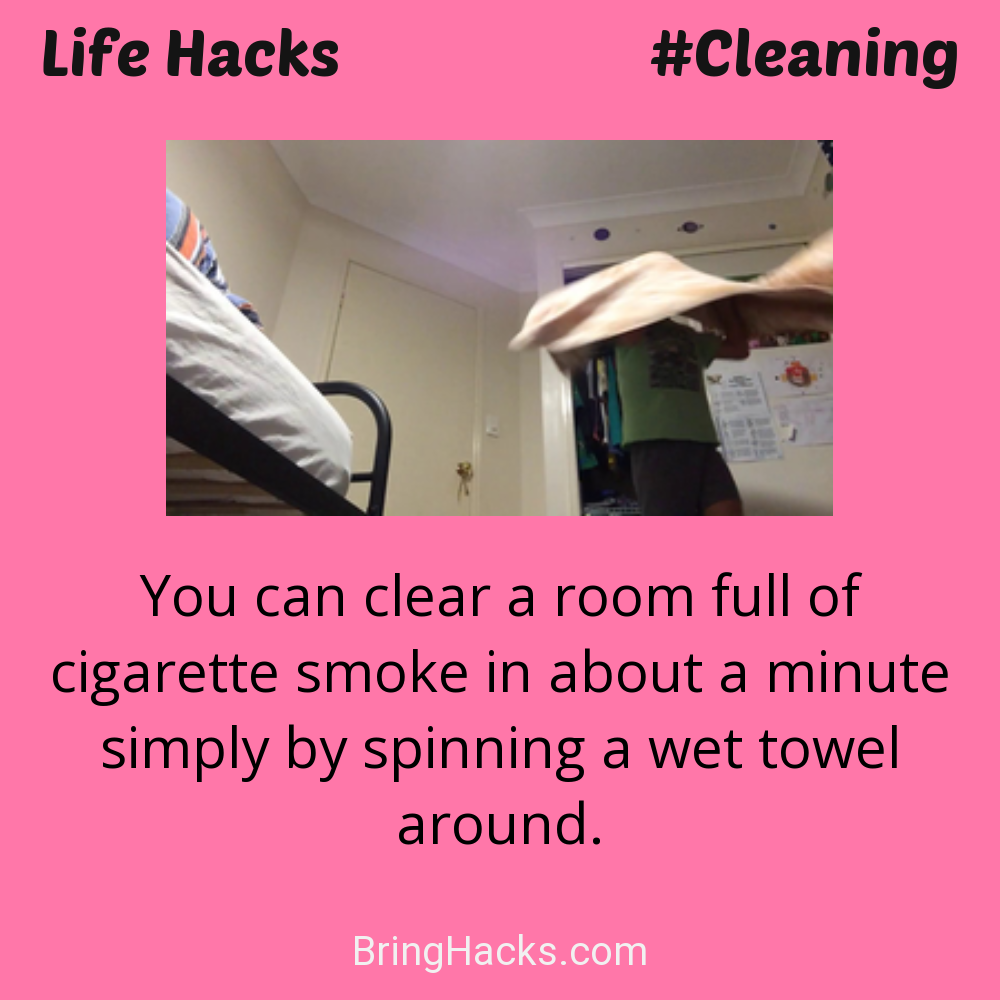 Life Hacks #Cleaning
You can clear a room full of
cigarette smoke in about a minute
simply by spinning a wet towel
around.
BringHacks.com